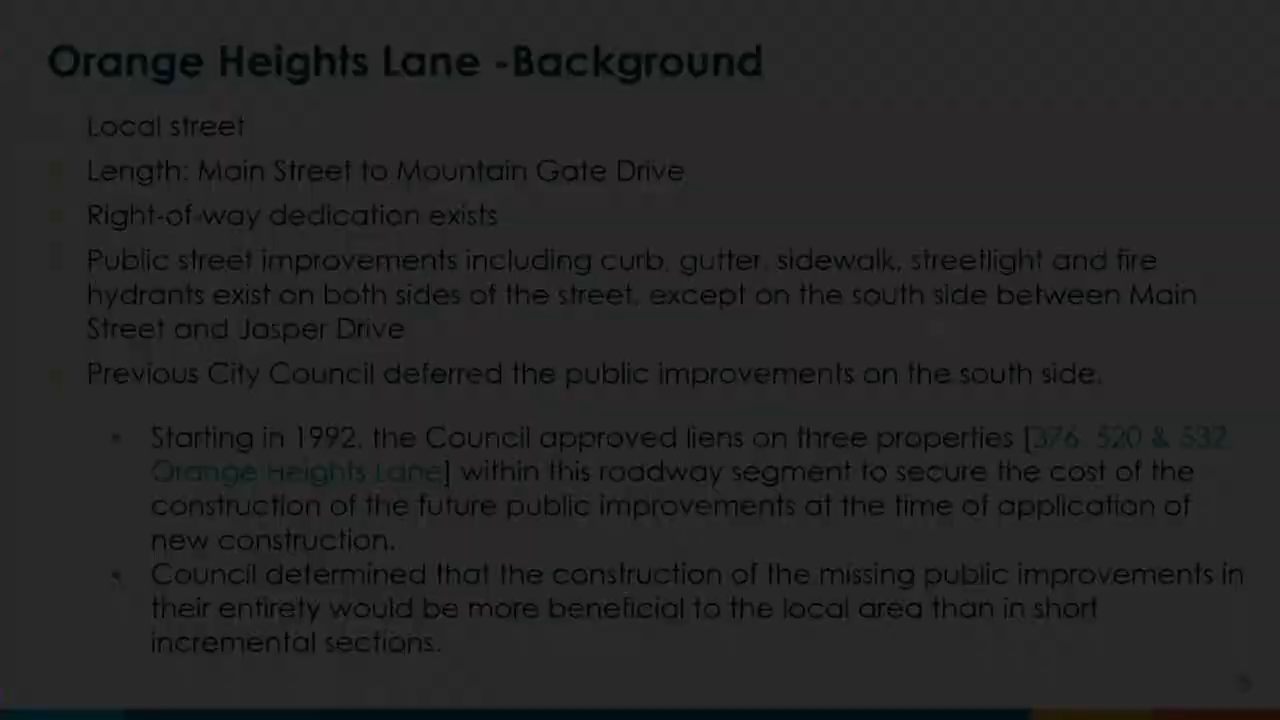 Orange Heights Lane -Background
Local street
Length: Main Street to Mountain Gate Drive
Right-of-way dedication exists
Public street improvements including curb, gutter, sidewalk, streetlight and fire
hydrants exist on both sides of the street, except on the south side between Main
Street and Jasper Drive
Previous City Council deferred the public improvements on the south side.
• Starting in 1992, the Council approved liens on three properties [376, 520 & 532
Orange Heights Lane] within this roadway segment to secure the cost of the
construction of the future public improvements at the time of application of
new construction.
• Council determined that the construction of the missing public improvements in
their entirety would be more beneficial to the local area than in short
incremental sections.